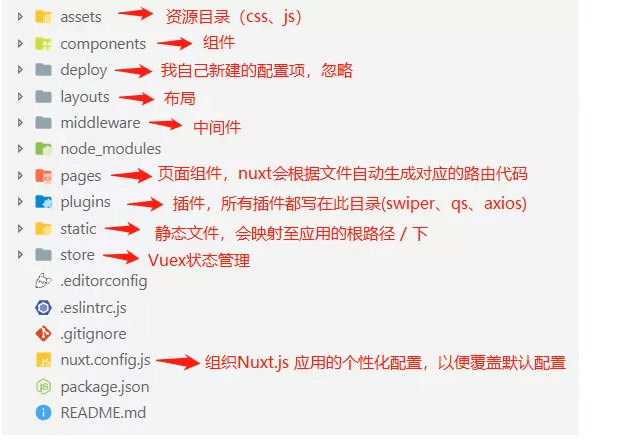 assets 资源目录（css、js）
components 组件
deploy 我自己新建的配置项，忽略
layouts 布局
middleware 中间件
node_modules
pages 页面组件，nuxt会根据文件自动生成对应的路由代码
plugins 插件，所有插件都写在此目录(swiper、qs、axios)
static 静态文件，会映射至应用的根路径 / 下
store Vuex状态管理
.editorconfig
.eslintrc.js
.gitignore
JS nuxt.config.js 组织Nuxt.js 应用的个性化配置，以便覆盖默认配置
JS package.json
README.md